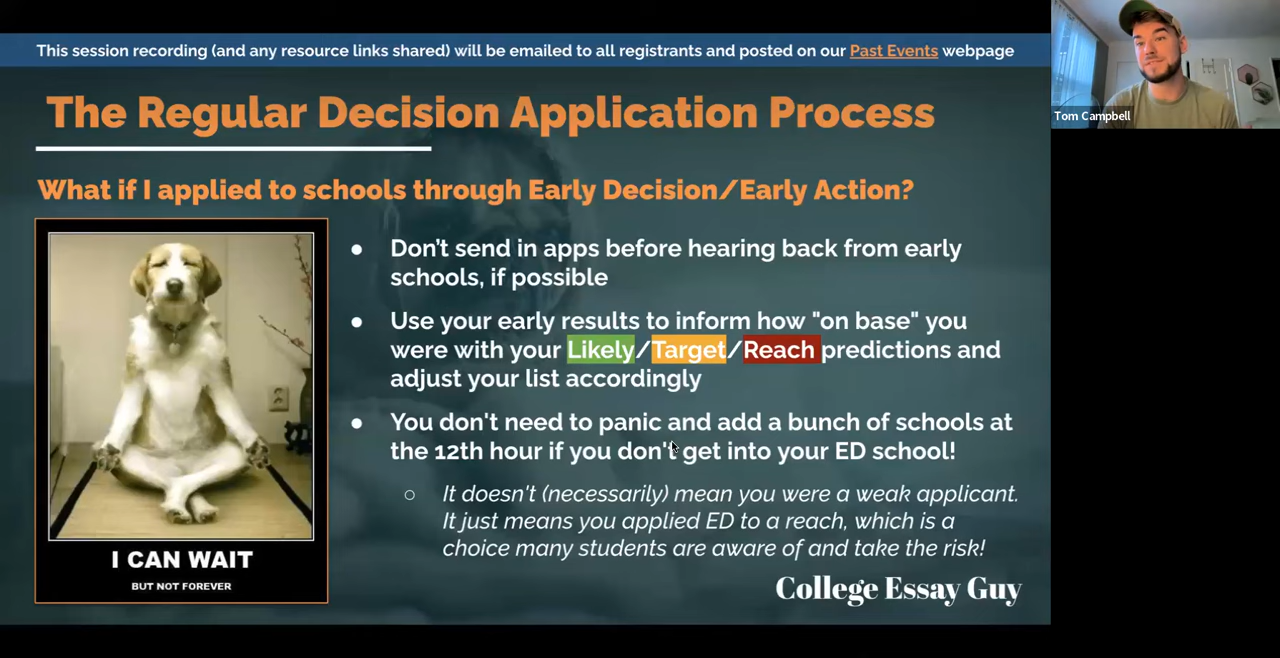 This session recording (and any resource links shared) will be emailed to all registrants and posted on our Past Events webpage
Tom Campbell
The Regular Decision Application Process
What if I applied to schools through Early Decision/Early Action?
● Don't send in apps before hearing back from early
schools, if possible
● Use your early results to inform how "on base" you
were with your Likely/Target/Reach predictions and
adjust your list accordingly
● You don't need to panic and add a bunch of schools at
the 12th hour if you don't get into your ED school!
○ It doesn't (necessarily) mean you were a weak applicant.
It just means you applied ED to a reach, which is a
choice many students are aware of and take the risk!
I CAN WAIT
BUT NOT FOREVER
College Essay Guy